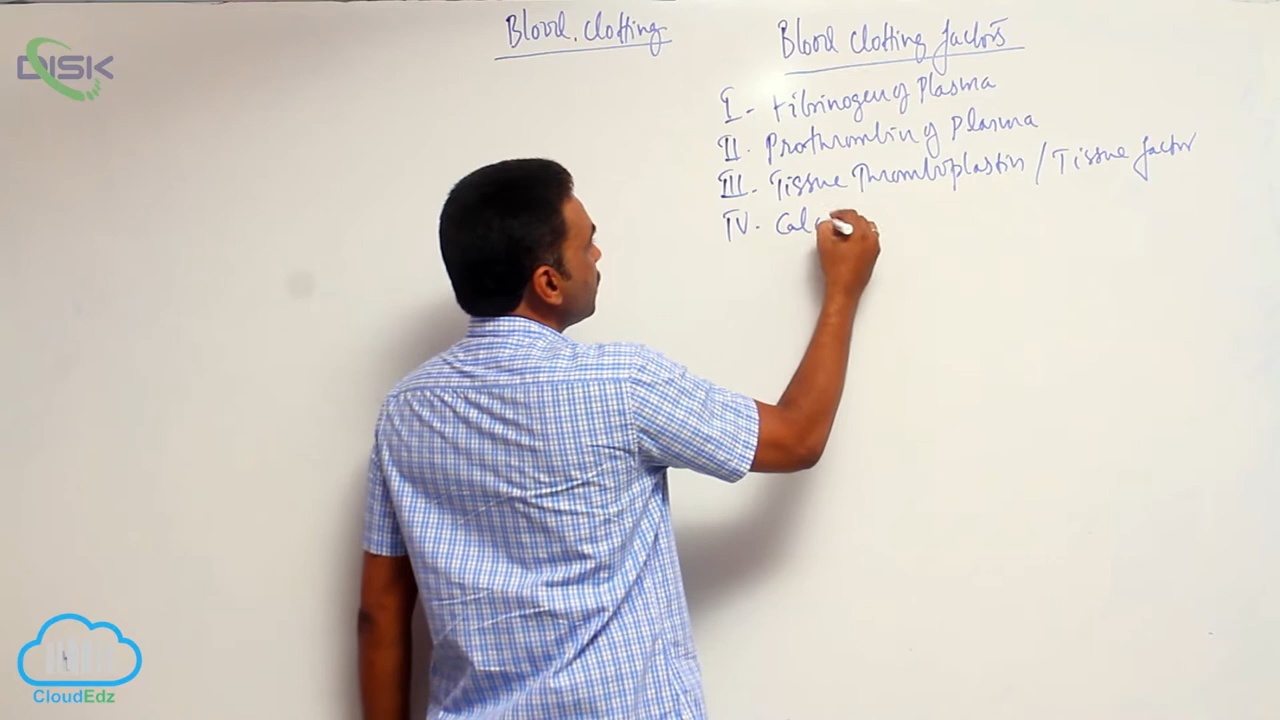 DISK
Blood. Clotting
Blood Clotting factors
I - Fibrinogen of Plasma
II. Prothrombin of Plasma
III - Tissue Thromboplastin / Tissue factor
IV. Calc
CloudEdz